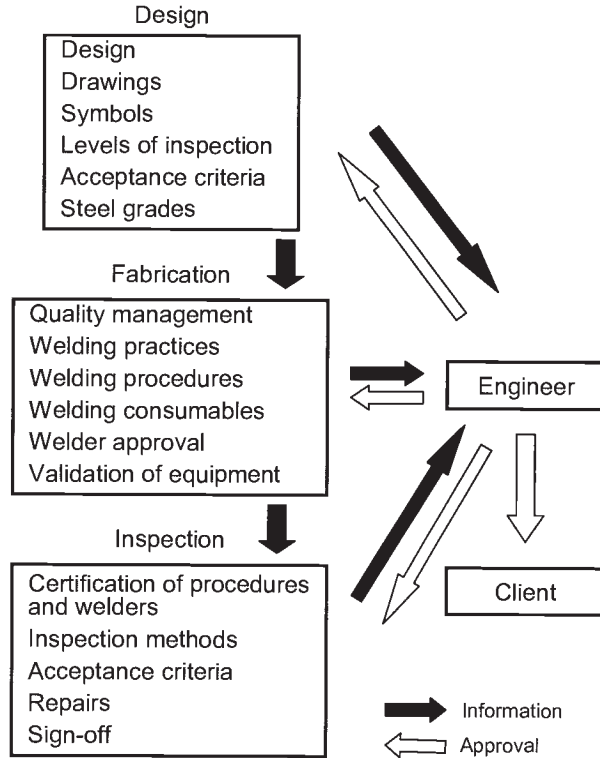 Design
Design
Drawings
Symbols
Levels of inspection
Acceptance criteria
Steel grades
Fabrication
Quality management
Welding practices
Welding procedures
Welding consumables
Welder approval
Validation of equipment
Engineer
Inspection
Certification of procedures
and welders
Inspection methods
Acceptance criteria
Repairs
Sign-off
Client
Information
Approval